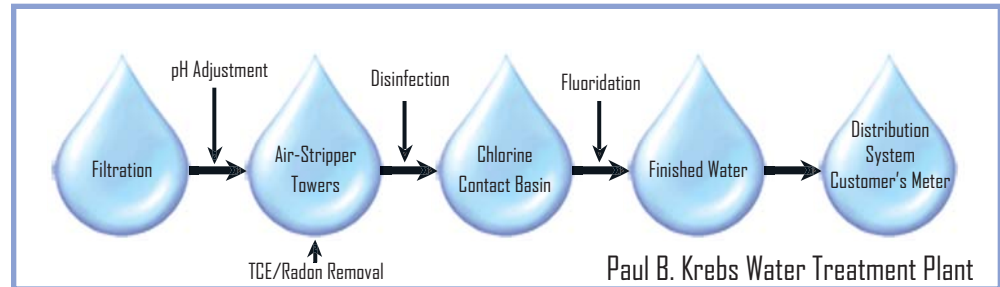 pH Adjustment
Disinfection
Fluoridation
Filtration
Air-Stripper
Towers
Chlorine
Contact Basin
Finished Water
Distribution
System
Customer's Meter
TCE/Radon Removal
Paul B. Krebs Water Treatment Plant